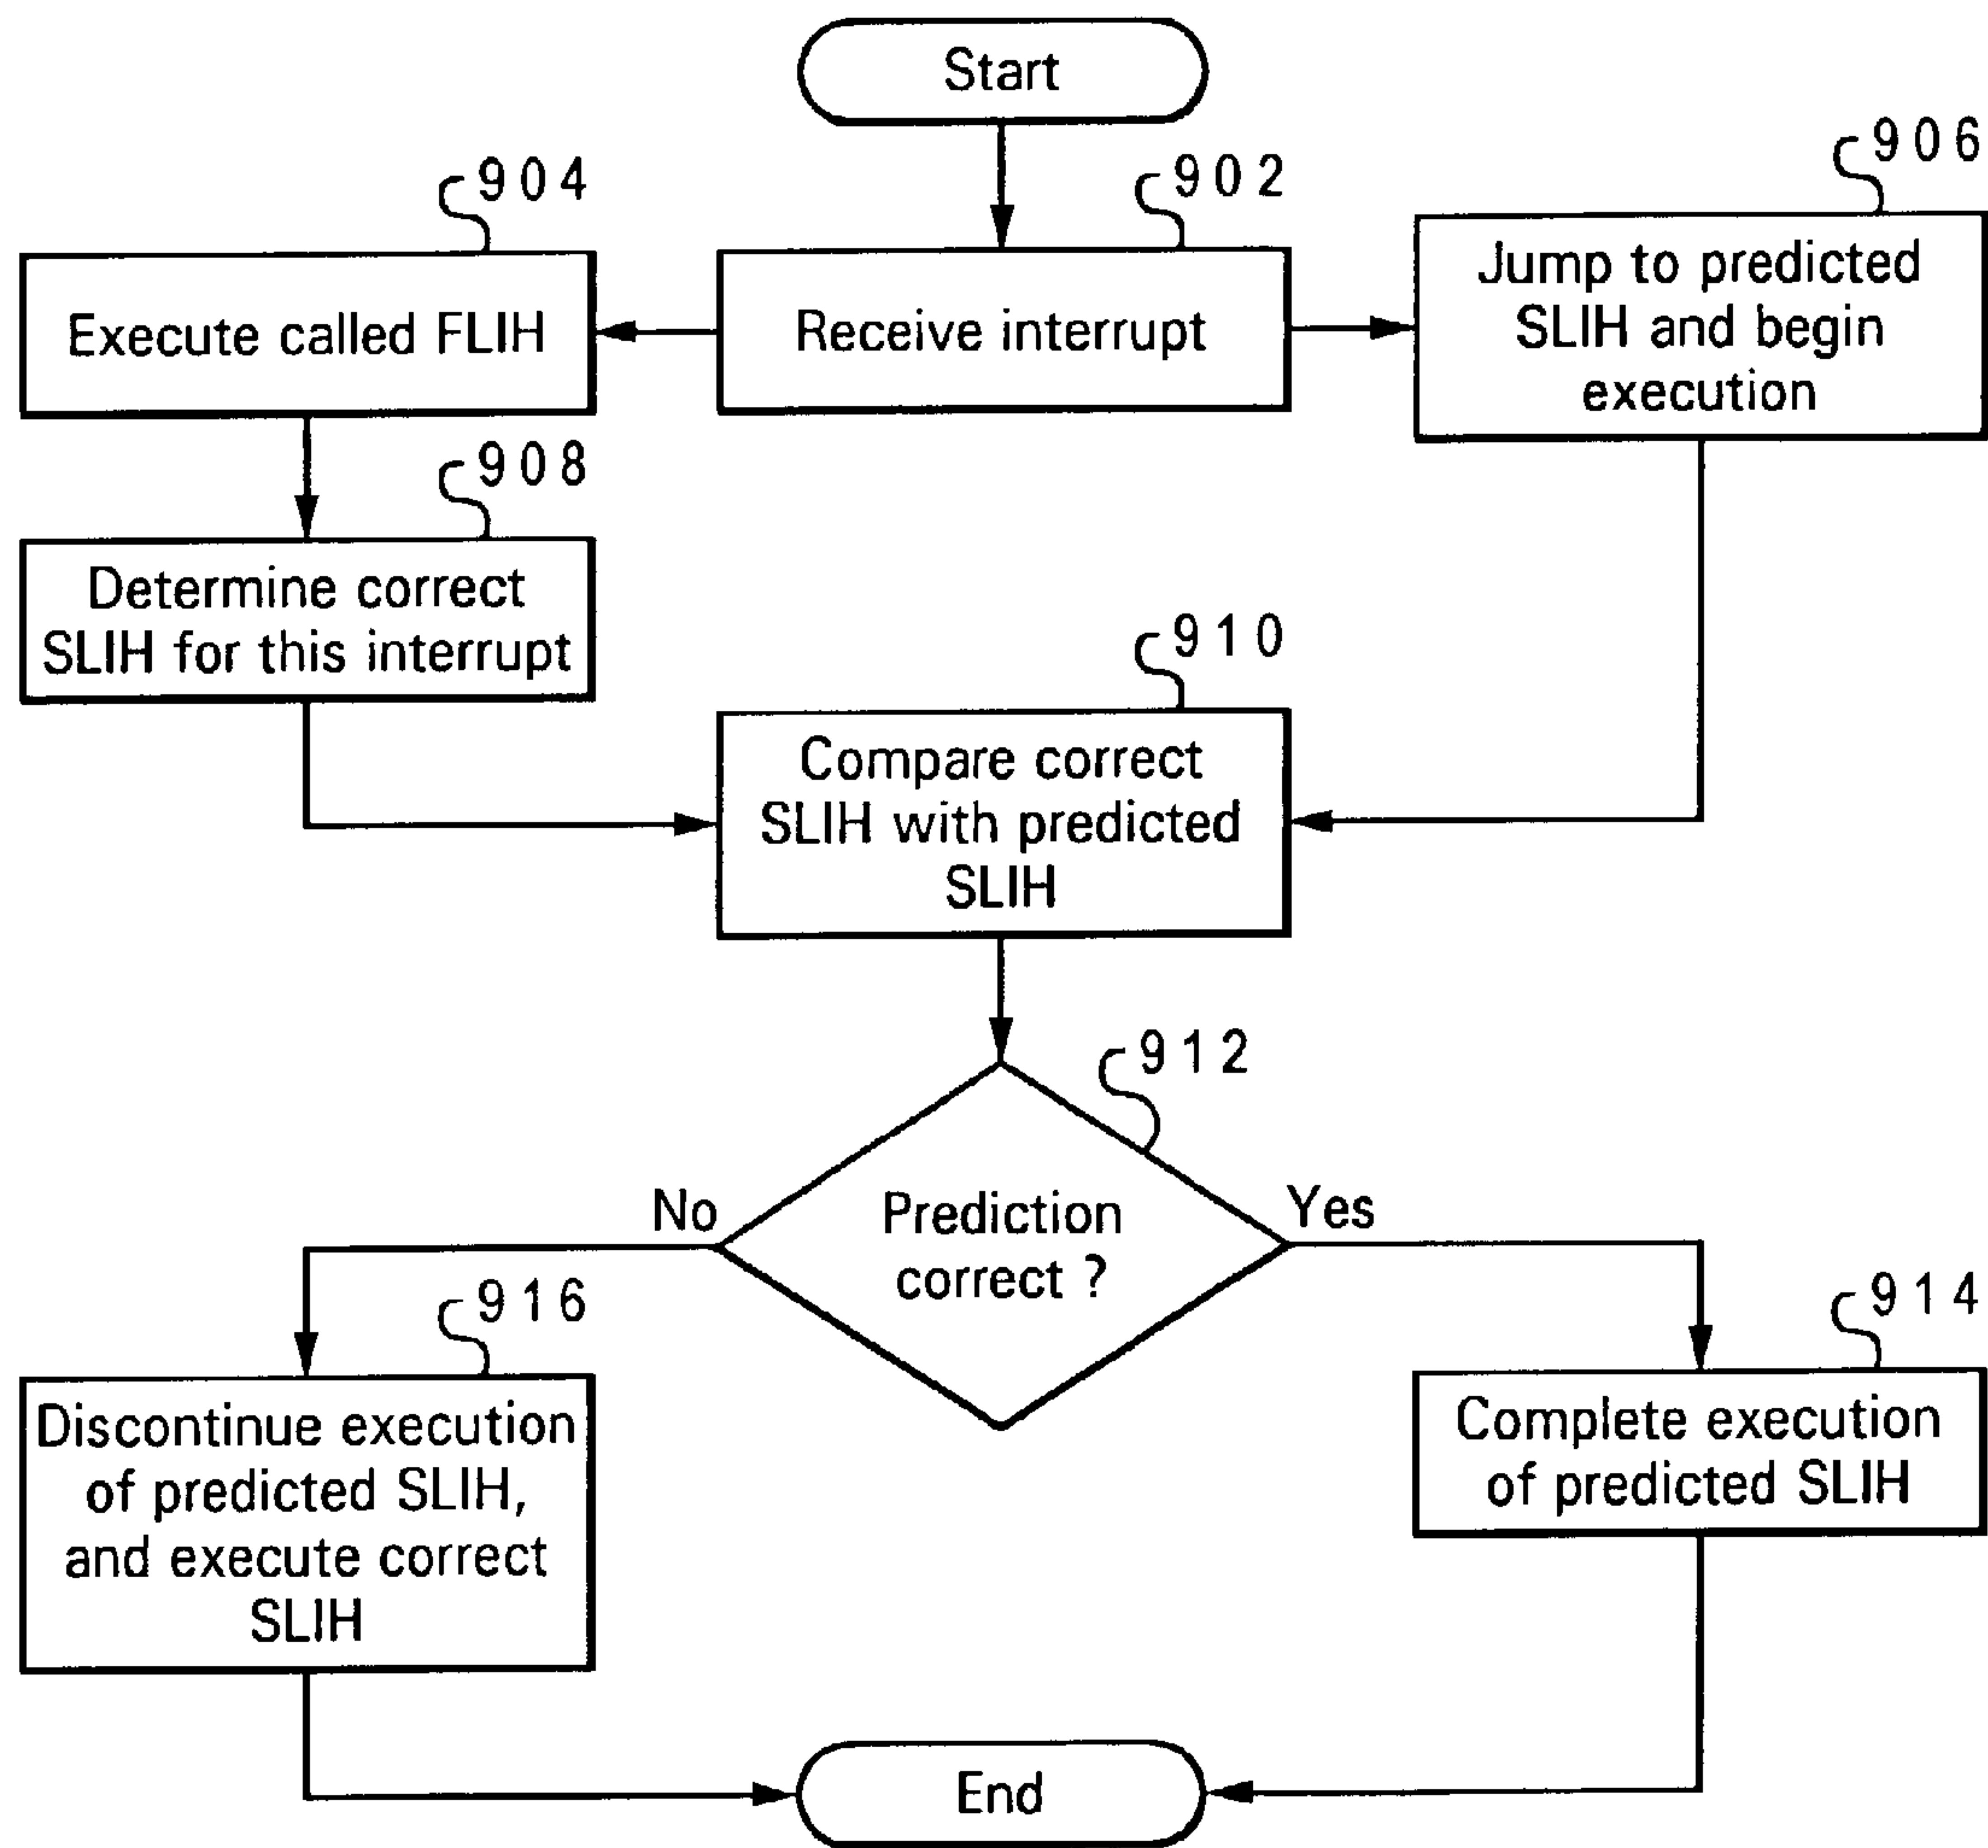 Start
904
902
906
Execute called FLIH
Receive interrupt
Jump to predicted
SLIH and begin
execution
908
Determine correct
SLIH for this interrupt
910
Compare correct
SLIH with predicted
SLIH
912
Prediction
correct ?
No
Yes
916
914
Discontinue execution
of predicted SLIH,
and execute correct
SLIH
Complete execution
of predicted SLIH
End